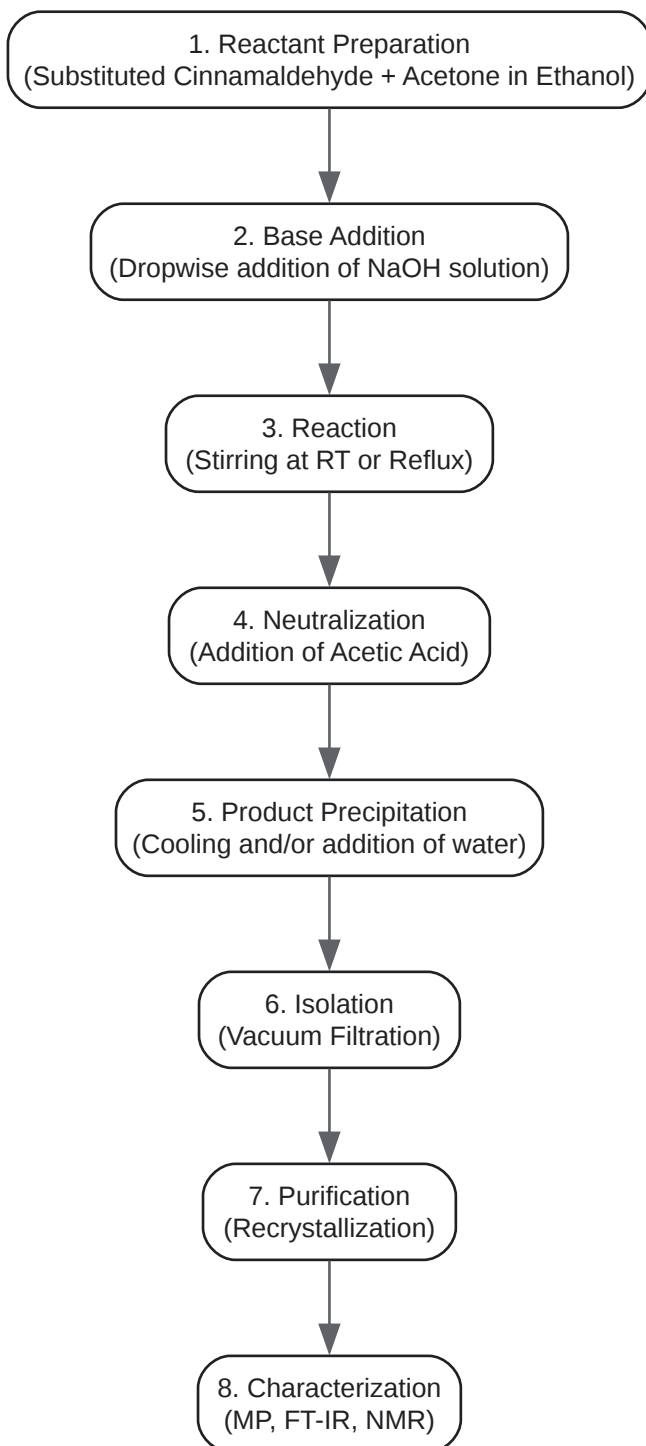 1. Reactant Preparation
(Substituted Cinnamaldehyde + Acetone in Ethanol)
2. Base Addition
(Dropwise addition of NaOH solution)
3. Reaction
(Stirring at RT or Reflux)
4. Neutralization
(Addition of Acetic Acid)
5. Product Precipitation
(Cooling and/or addition of water)
6. Isolation
(Vacuum Filtration)
7. Purification
(Recrystallization)
8. Characterization
(MP, FT-IR, NMR)